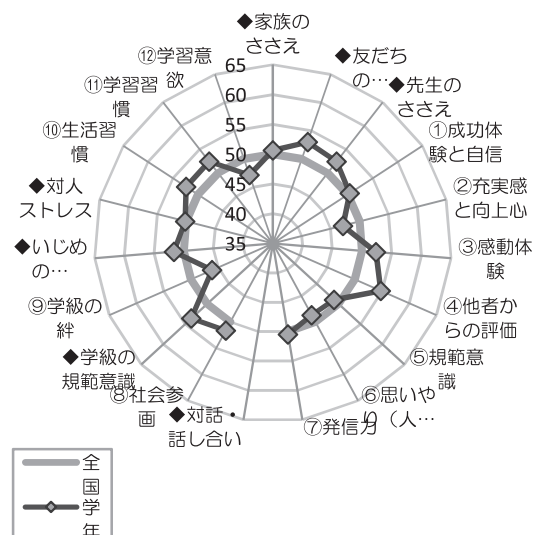 ◆家族の
ささえ
◆友だち
の…
◆先生の
ささえ
①成功体
験と自信
②充実感
と向上心
③感動体
験
④他者か
らの評価
⑤規範意
識
⑥思いや
り（人…
⑦発信力
◆対話・
話し合い
⑧社会参
画
◆学級の
規範意識
⑨学級の
絆
◆いじめ
の…
◆対人
ストレス
⑩生活習
慣
⑪学習習
慣
⑫学習意
欲
65
60
55
50
45
40
35
全
国
学
年